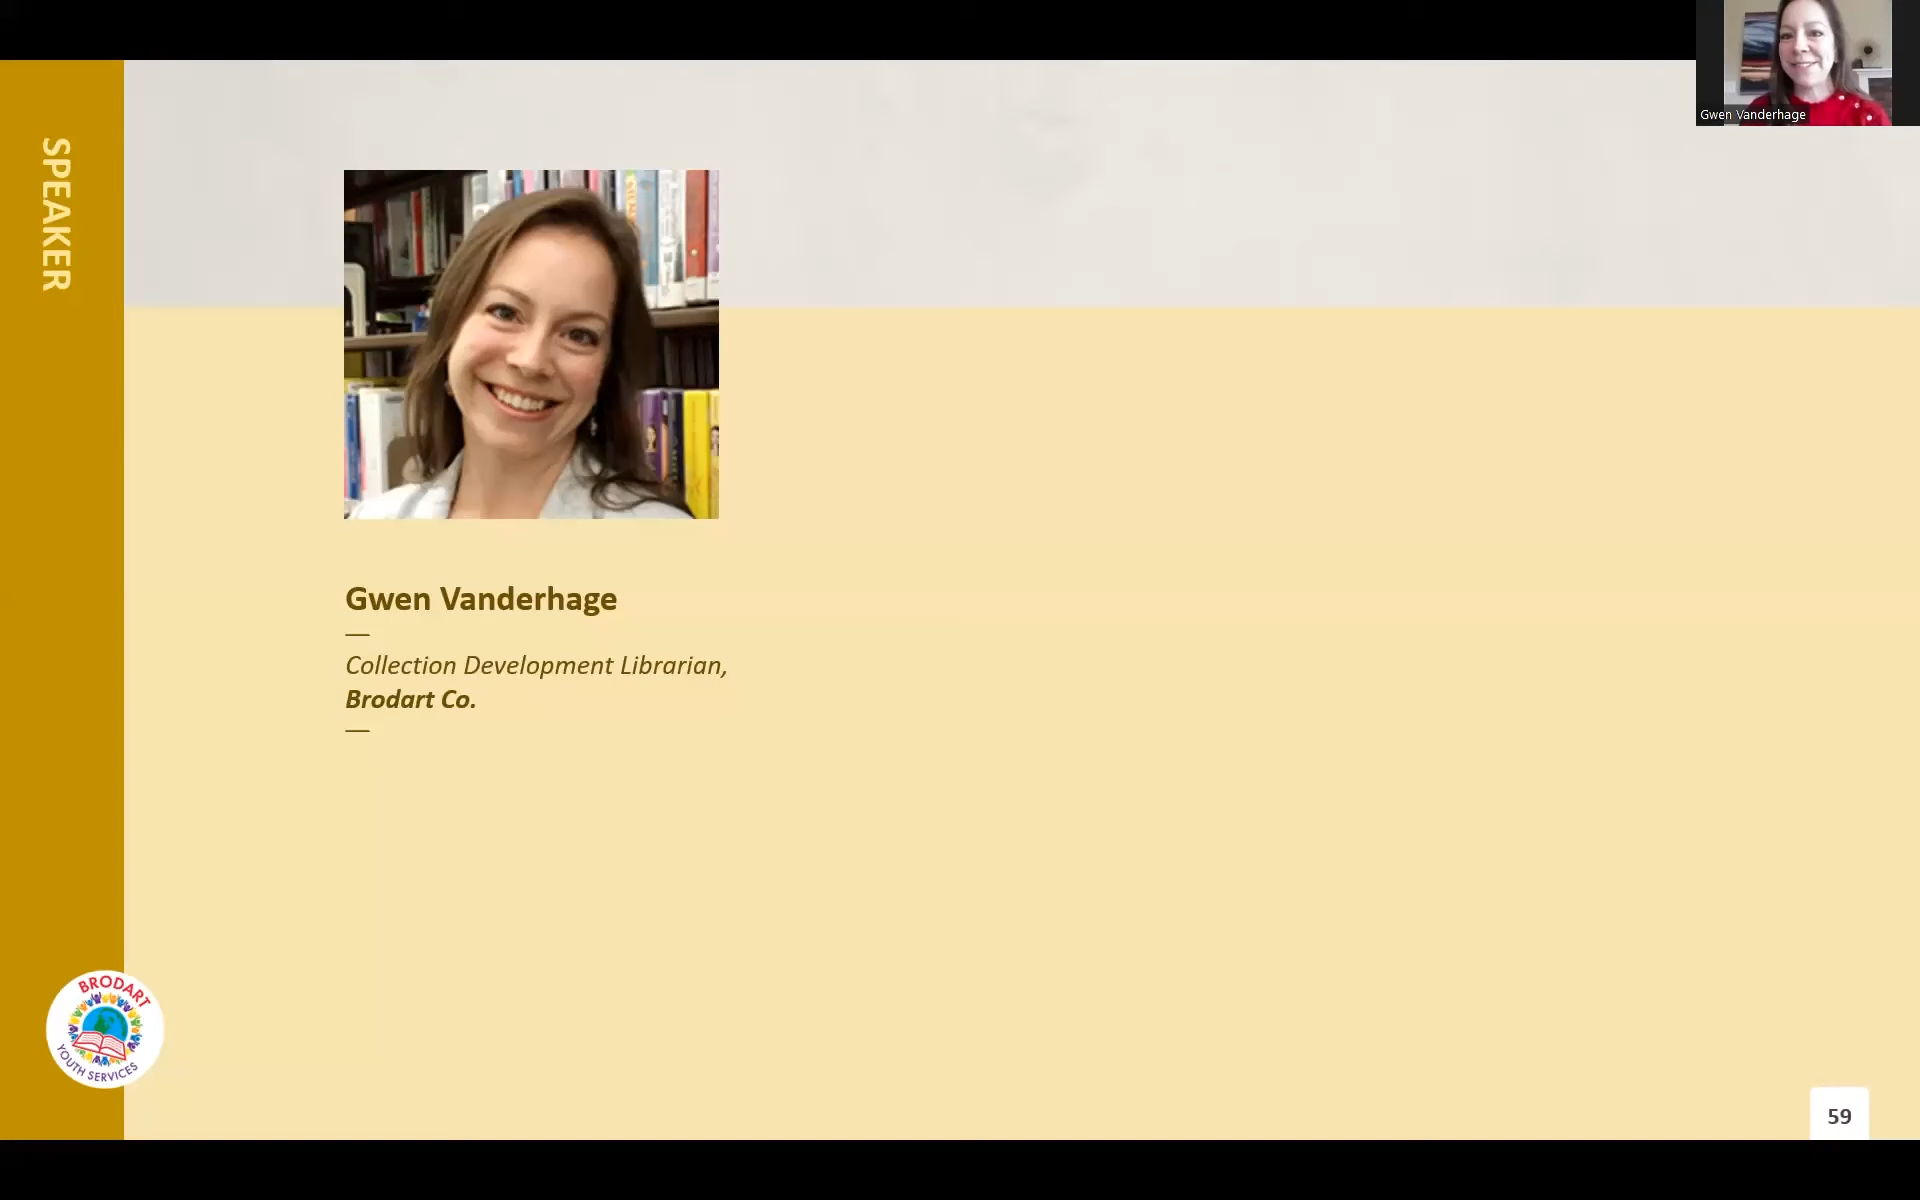 Gwen Vanderhage
SPEAKER
Gwen Vanderhage
—
Collection Development Librarian,
Brodart Co.
—
BRODART
YOUTH SERVICES
59